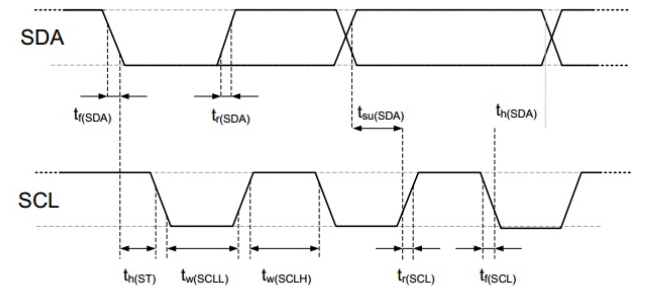 SDA
tf(SDA) tr(SDA) tsu(SDA) th(SDA)
SCL
th(ST) tw(SCLL) tw(SCLH) tr(SCL) tf(SCL)